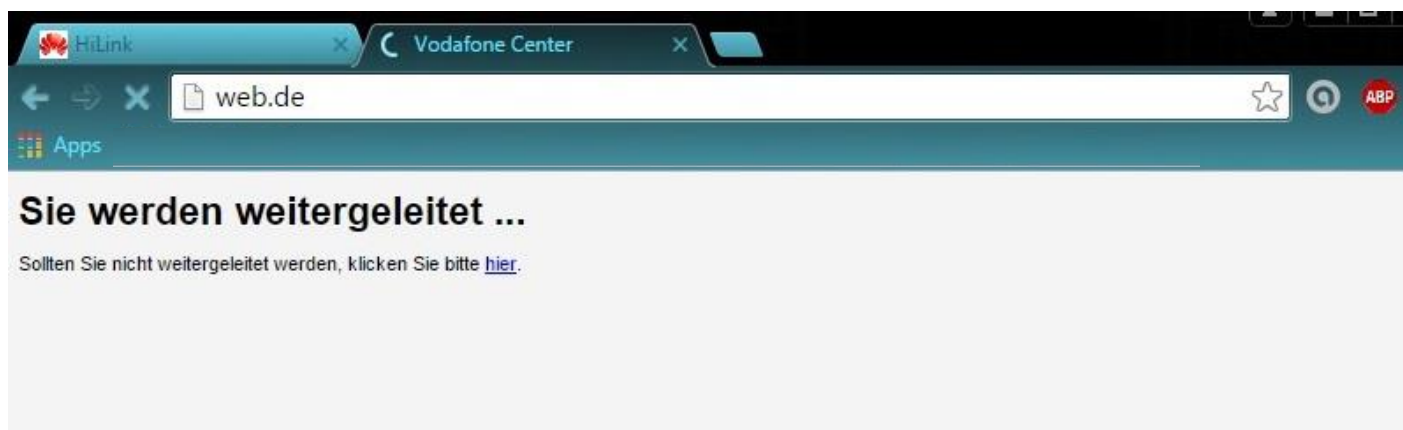 HiLink
Vodafone Center
web.de
ABP
Apps
Sie werden weitergeleitet ...
Sollten Sie nicht weitergeleitet werden, klicken Sie bitte hier.